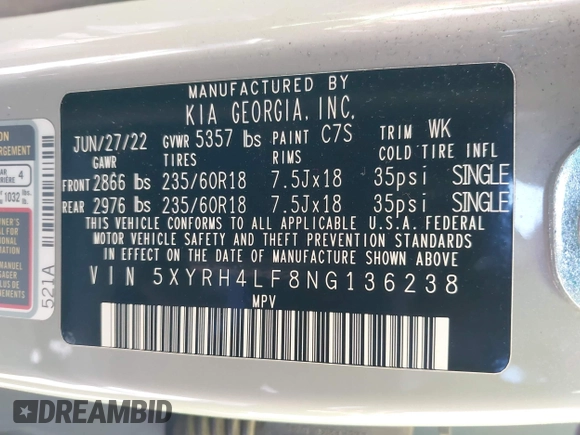 MANUFACTURED BY
KIA GEORGIA, INC.
JUN/27/22 GVWR 5357 lbs PAINT C7S TRIM WK
GAWR TIRES RIMS COLD TIRE INFL
FRONT 2866 lbs 235/60R18 7.5Jx18 35psi SINGLE
REAR 2976 lbs 235/60R18 7.5Jx18 35psi SINGLE
THIS VEHICLE CONFORMS TO ALL APPLICABLE U.S.A. FEDERAL
MOTOR VEHICLE SAFETY AND THEFT PREVENTION STANDARDS
IN EFFECT ON THE DATE OF MANUFACTURE SHOWN ABOVE.
VIN 5XYRH4LF8NG136238
MPV
4
1032 lbs.
521A
DREAMBID